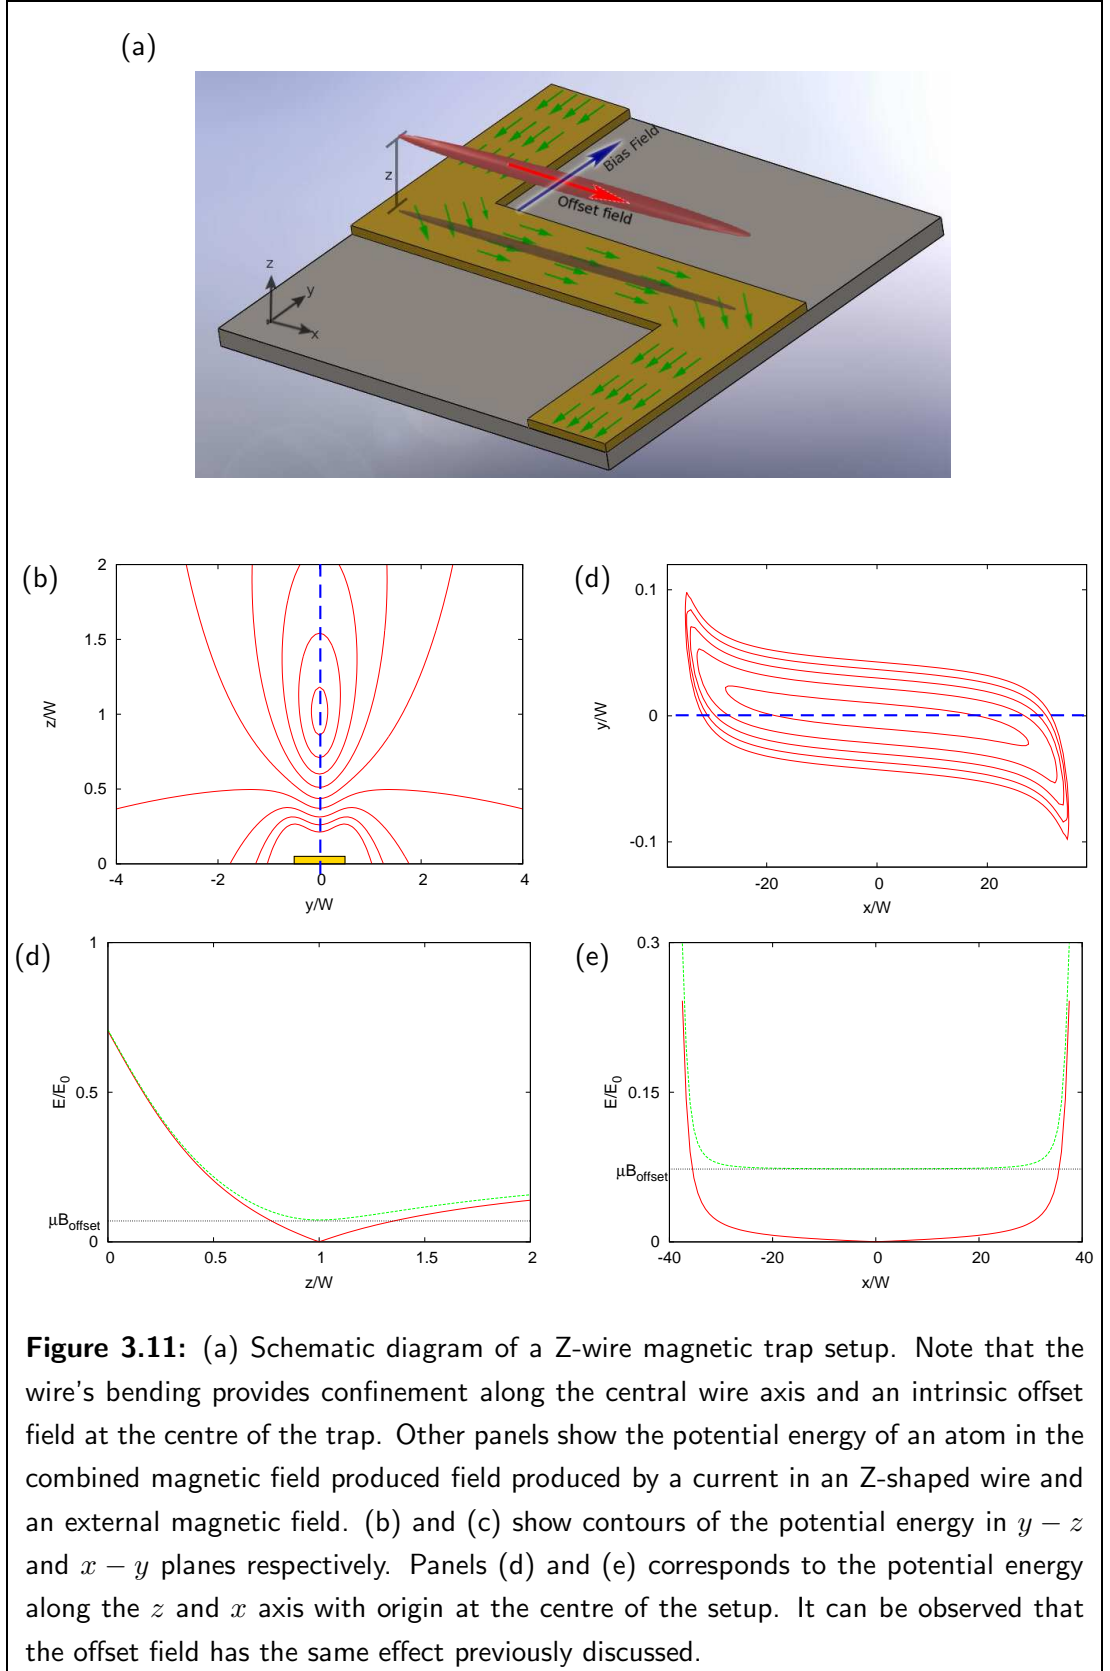 (a)
Bias Field
Offset field
z
z
y
x
(b)
2
1.5
1
0.5
0
z/W
-4
-2
0
2
4
y/W
(d)
0.1
0
-0.1
y/W
-20
0
20
x/W
(d)
1
0.5
0
E/E0
μBoffset
0
0.5
1
1.5
2
z/W
(e)
0.3
0.15
0
E/E0
μBoffset
-40
-20
0
20
40
x/W
Figure 3.11: (a) Schematic diagram of a Z-wire magnetic trap setup. Note that the
wire's bending provides confinement along the central wire axis and an intrinsic offset
field at the centre of the trap. Other panels show the potential energy of an atom in the
combined magnetic field produced field produced by a current in an Z-shaped wire and
an external magnetic field. (b) and (c) show contours of the potential energy in y − z
and x − y planes respectively. Panels (d) and (e) corresponds to the potential energy
along the z and x axis with origin at the centre of the setup. It can be observed that
the offset field has the same effect previously discussed.